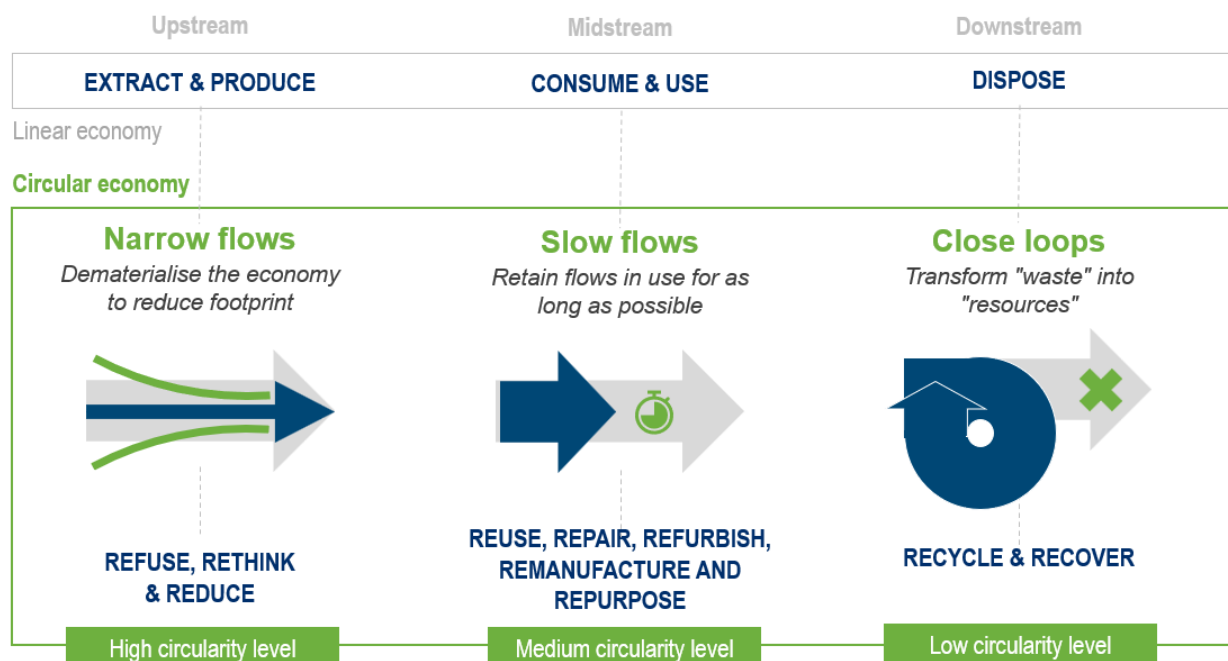 Upstream
Midstream
Downstream
EXTRACT & PRODUCE
CONSUME & USE
DISPOSE
Linear economy
Circular economy
Narrow flows
Dematerialise the economy
to reduce footprint
Slow flows
Retain flows in use for as
long as possible
Close loops
Transform "waste" into
"resources"
REFUSE, RETHINK
& REDUCE
REUSE, REPAIR, REFURBISH,
REMANUFACTURE AND
REPURPOSE
RECYCLE & RECOVER
High circularity level
Medium circularity level
Low circularity level